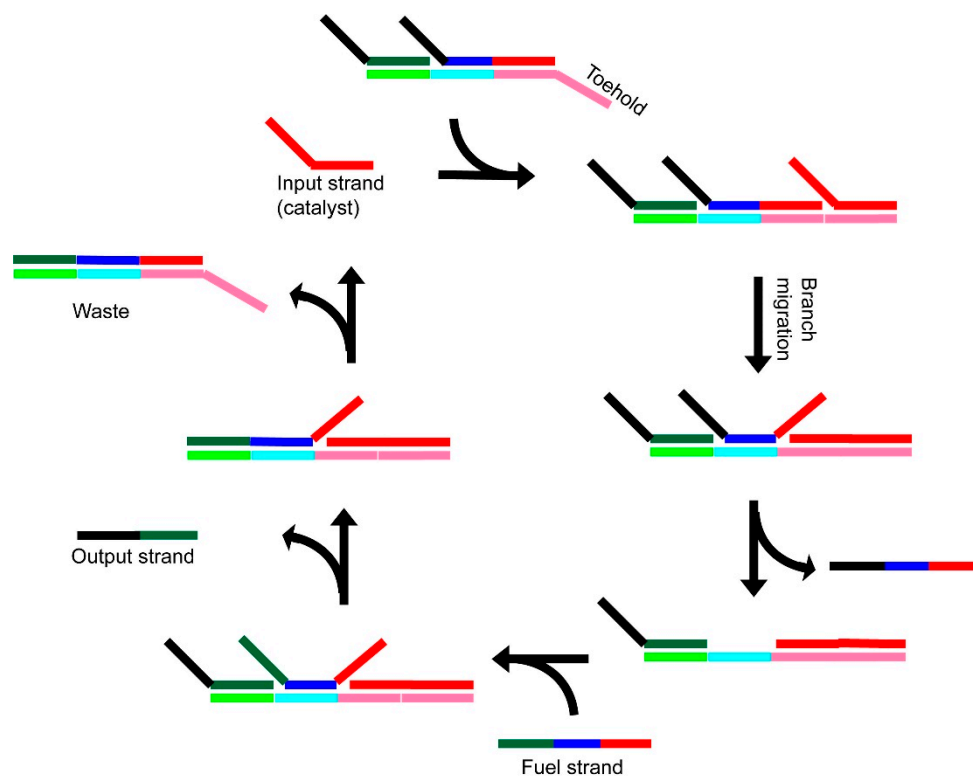 Toehold
Input strand
(catalyst)
Branch
migration
Waste
Output strand
Fuel strand